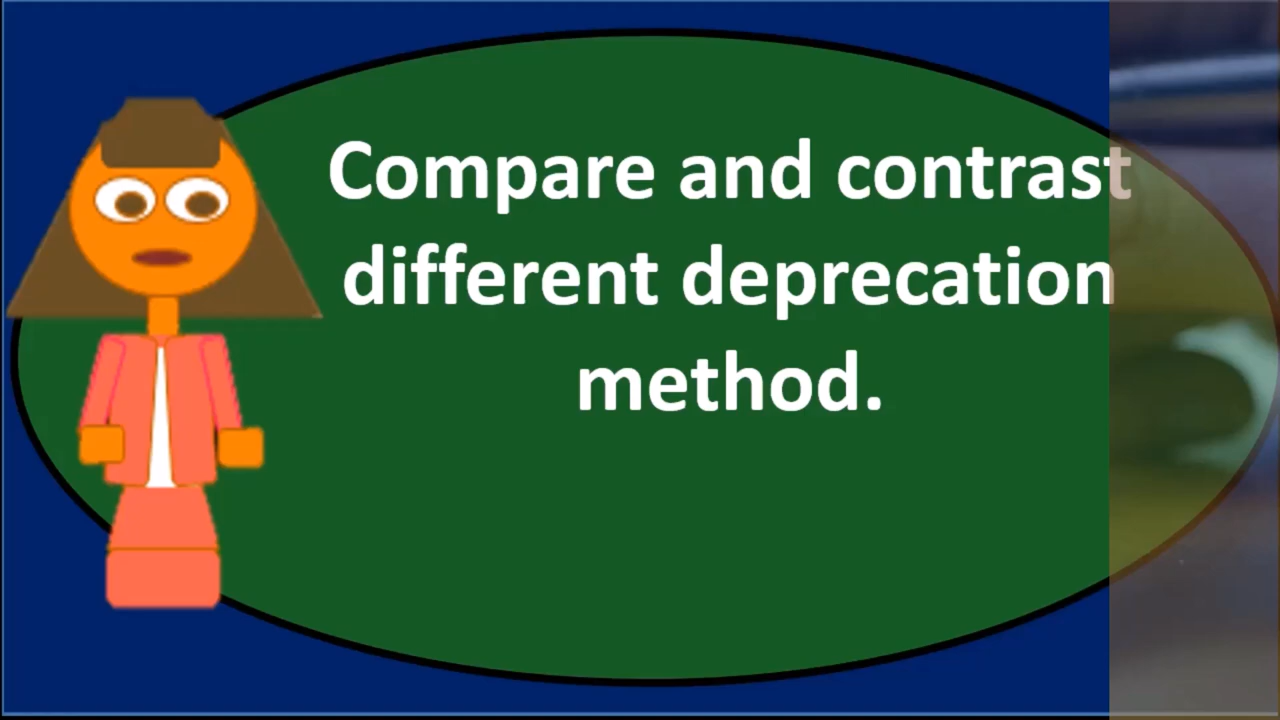 Compare and contrast
different deprecation
method.